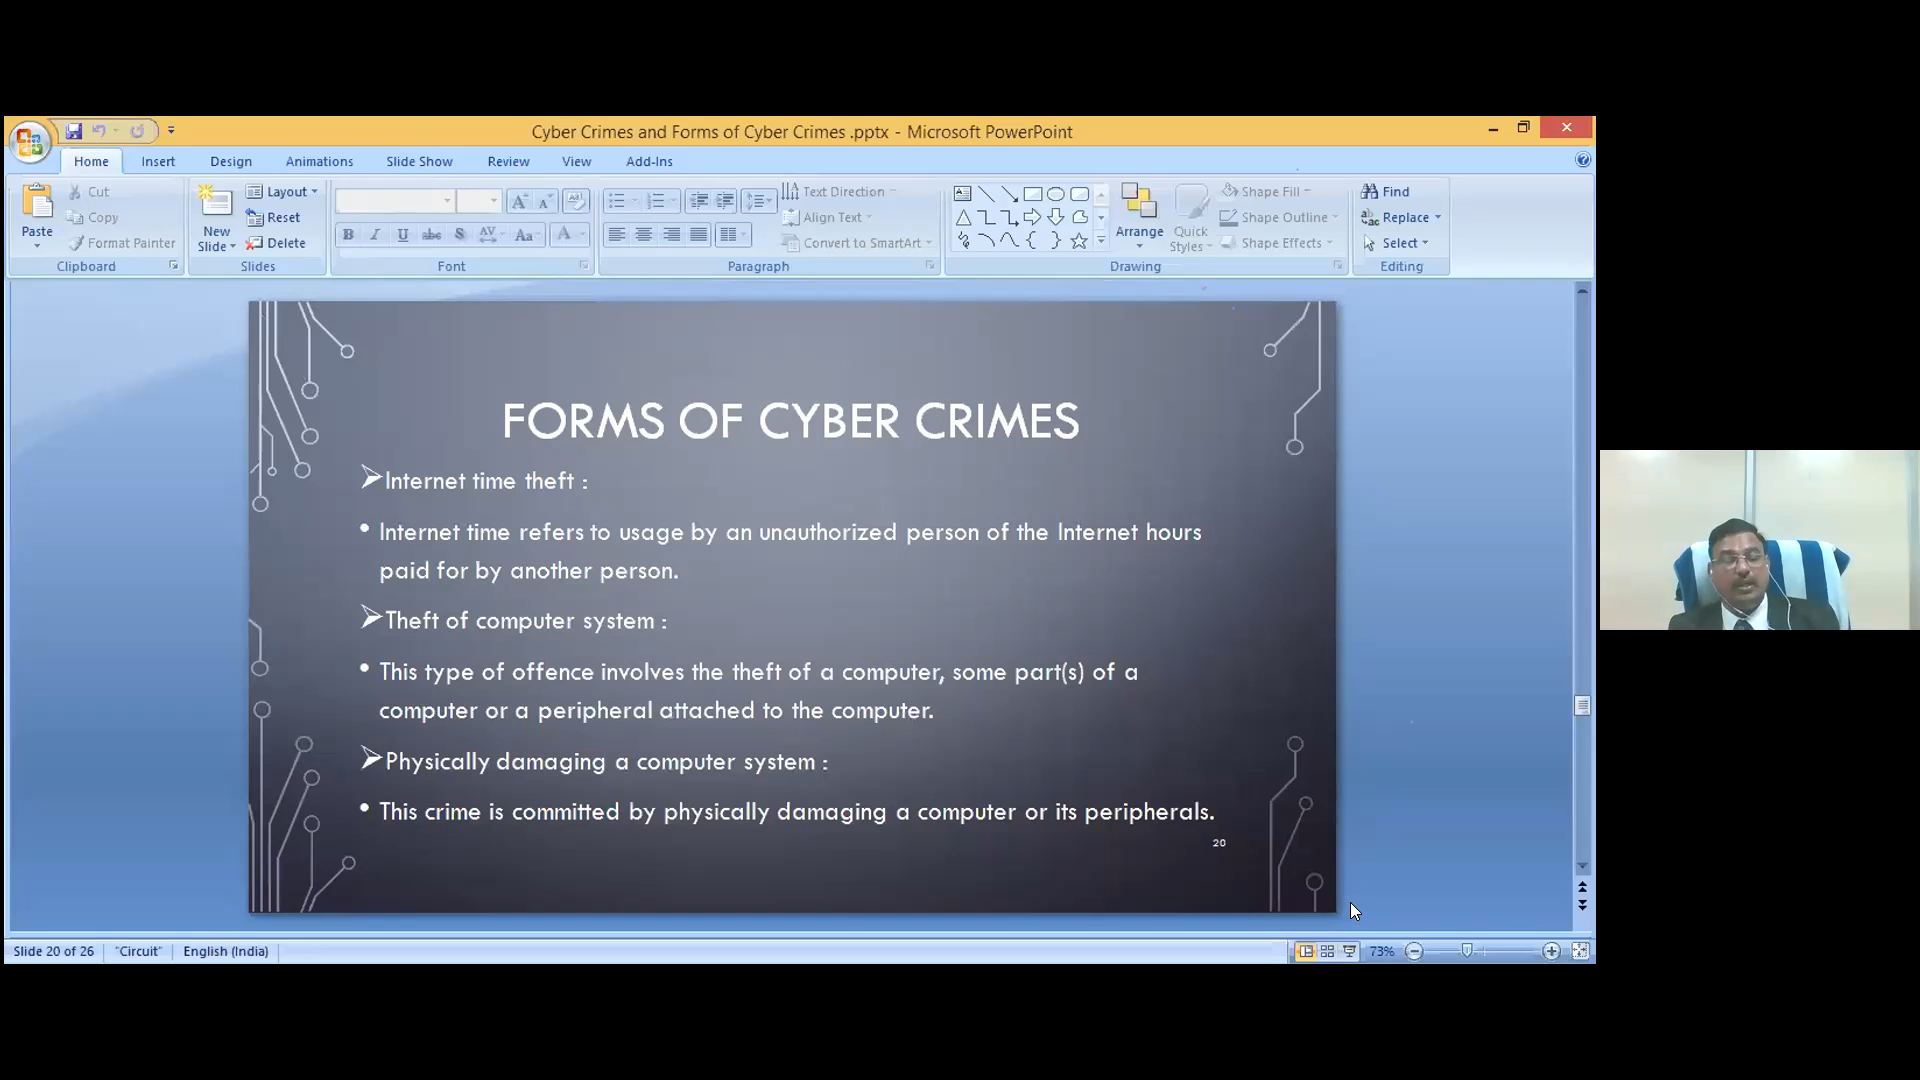 Cyber Crimes and Forms of Cyber Crimes .pptx - Microsoft PowerPoint
Home Insert Design Animations Slide Show Review View Add-Ins
Paste
Cut
Copy
Format Painter
Clipboard
New
Slide
Layout
Reset
Delete
Slides
Font
Text Direction
Align Text
Convert to SmartArt
Paragraph
Arrange
Quick
Styles
Shape Fill
Shape Outline
Shape Effects
Drawing
Find
Replace
Select
Editing
FORMS OF CYBER CRIMES
Internet time theft :
• Internet time refers to usage by an unauthorized person of the Internet hours
paid for by another person.
Theft of computer system :
• This type of offence involves the theft of a computer, some part(s) of a
computer or a peripheral attached to the computer.
Physically damaging a computer system :
• This crime is committed by physically damaging a computer or its peripherals.
20
Slide 20 of 26 "Circuit" English (India) 73%